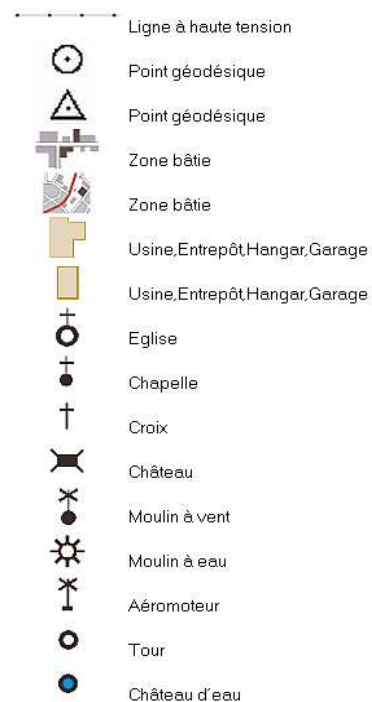 Ligne à haute tension
Point géodésique
Point géodésique
Zone bâtie
Zone bâtie
Usine,Entrepôt,Hangar,Garage
Usine,Entrepôt,Hangar,Garage
Eglise
Chapelle
Croix
Château
Moulin à vent
Moulin à eau
Aéromoteur
Tour
Château d'eau